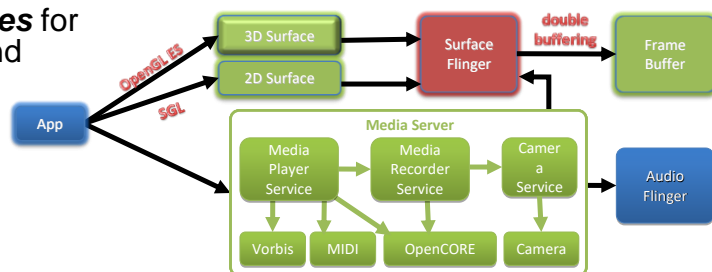 es for
nd
OpenGL ES
SGL
App
3D Surface
2D Surface
Surface
Flinger
double
buffering
Frame
Buffer
Media Server
Media
Player
Service
Media
Recorder
Service
Camer
a
Service
Vorbis
MIDI
OpenCORE
Camera
Audio
Flinger